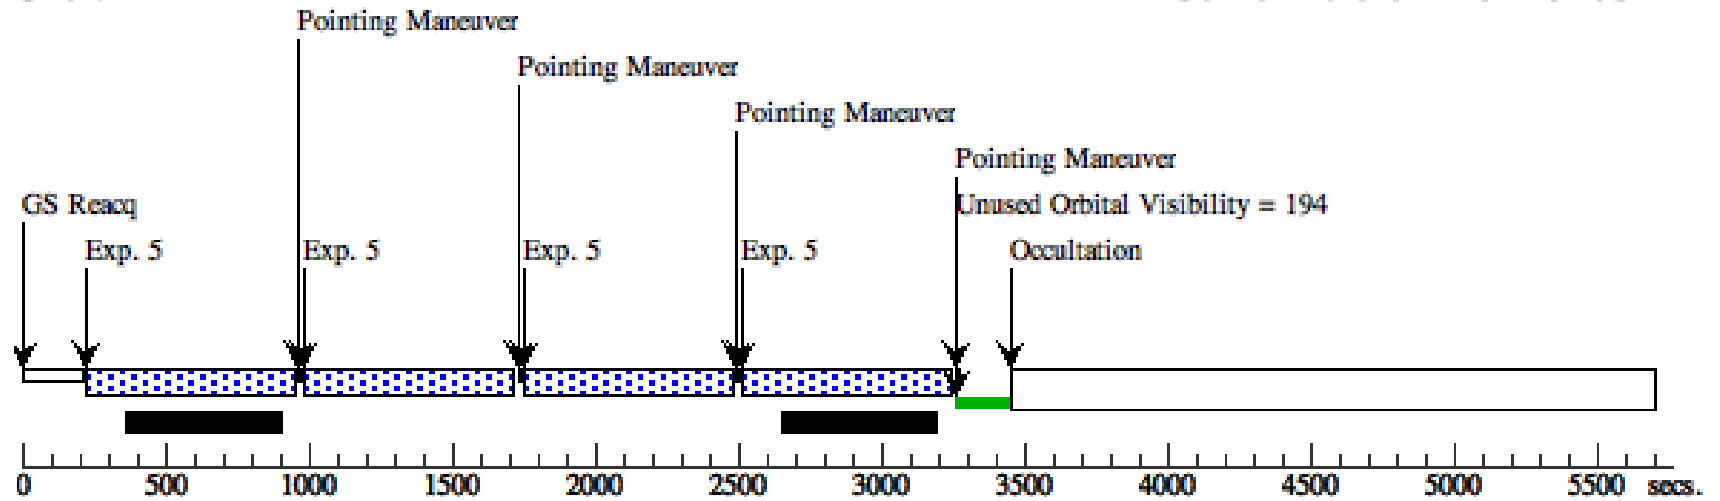 Pointing Maneuver
Pointing Maneuver
Pointing Maneuver
Pointing Maneuver
GS Reacq
Unused Orbital Visibility = 194
Exp. 5
Exp. 5
Exp. 5
Exp. 5
Occultation
0 500 1000 1500 2000 2500 3000 3500 4000 4500 5000 5500 secs.